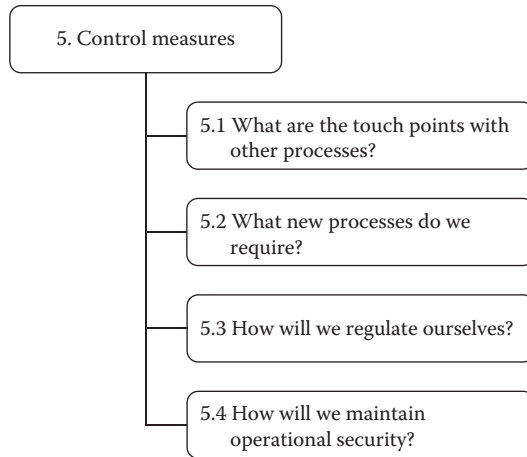 5. Control measures
5.1 What are the touch points with
other processes?
5.2 What new processes do we
require?
5.3 How will we regulate ourselves?
5.4 How will we maintain
operational security?